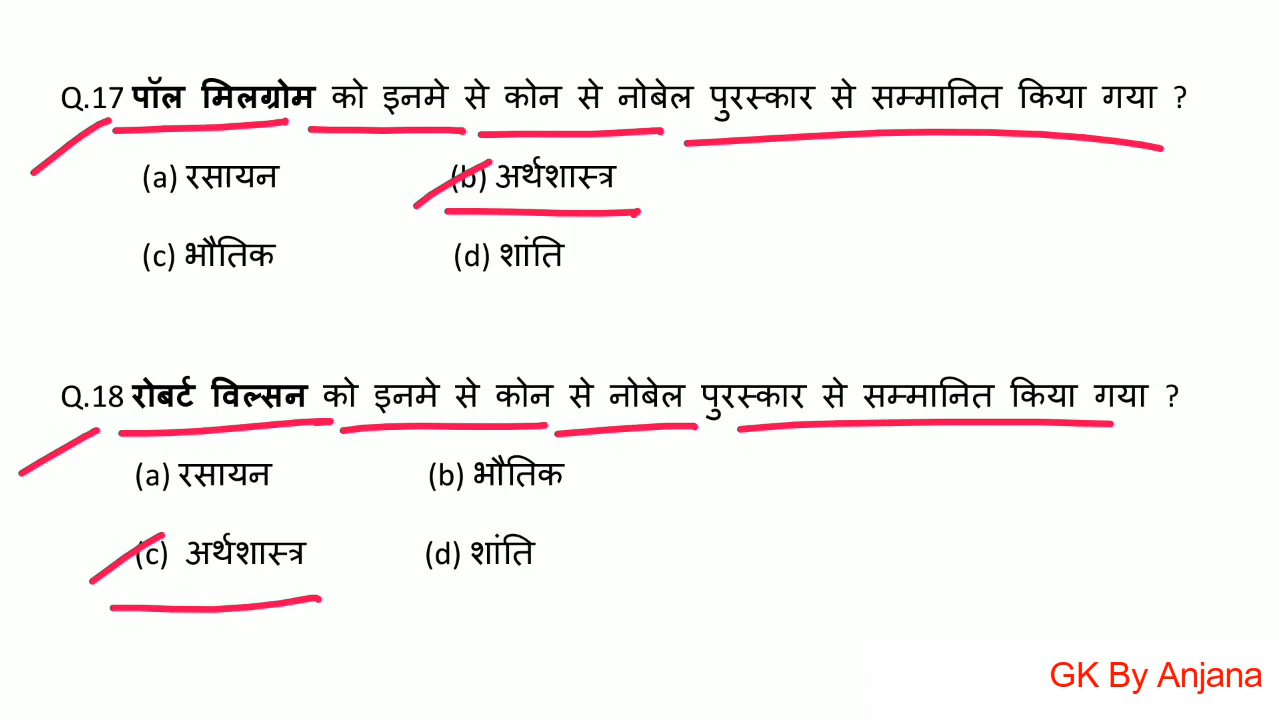 Q.17 पॉल मिलग्रोम को इनमे से कोन से नोबेल पुरस्कार से सम्मानित किया गया ?
(a) रसायन (b) अर्थशास्त्र
(c) भौतिक (d) शांति
Q.18 रोबर्ट विल्सन को इनमे से कोन से नोबेल पुरस्कार से सम्मानित किया गया ?
(a) रसायन (b) भौतिक
(c) अर्थशास्त्र (d) शांति
GK By Anjana